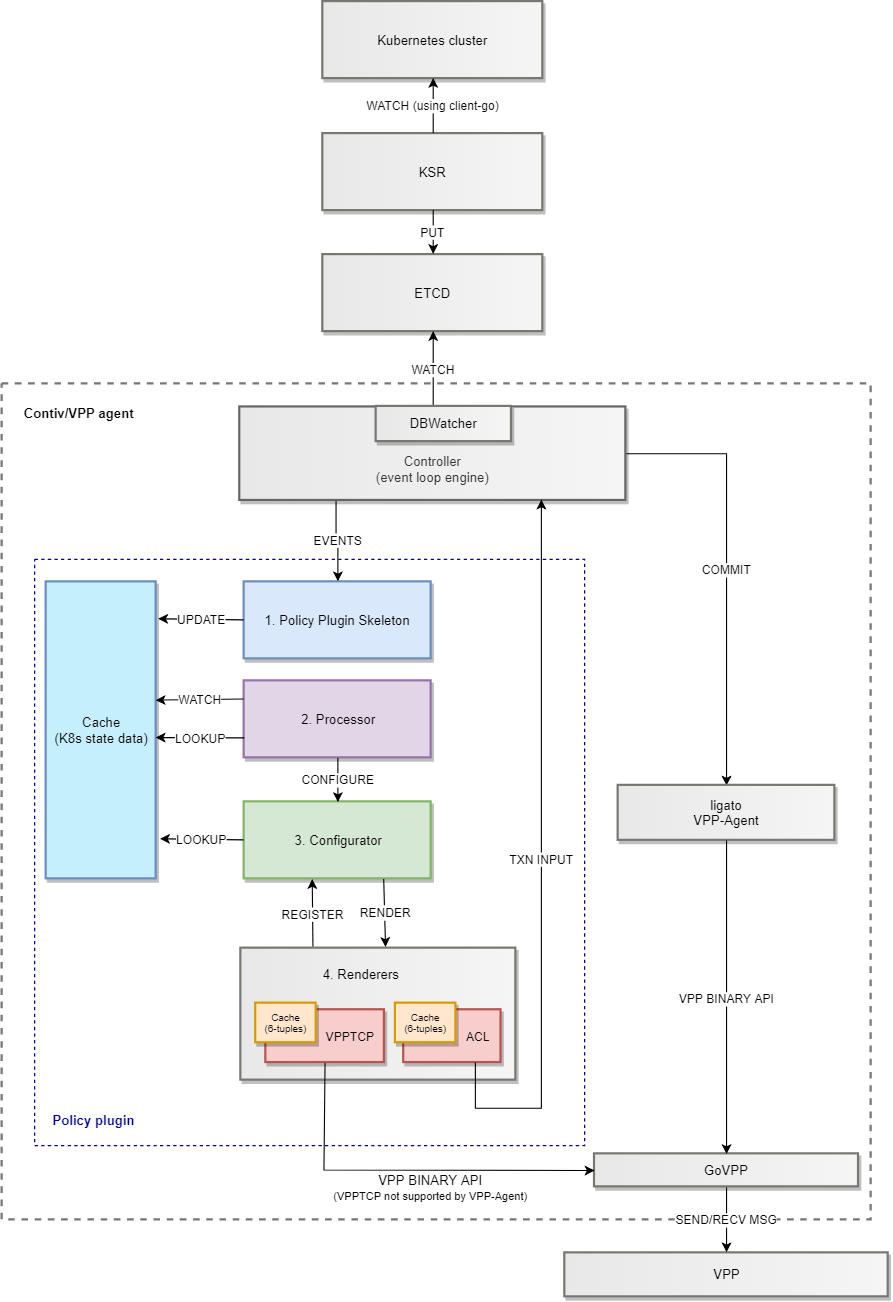 Kubernetes cluster
WATCH (using client-go)
KSR
PUT
ETCD
WATCH
Contiv/VPP agent
DBWatcher
Controller
(event loop engine)
EVENTS
COMMIT
1. Policy Plugin Skeleton
UPDATE
2. Processor
WATCH
LOOKUP
Cache
(K8s state data)
CONFIGURE
3. Configurator
LOOKUP
ligato
VPP-Agent
TXN INPUT
REGISTER
RENDER
4. Renderers
Cache
(6-tuples)
VPPTCP
Cache
(6-tuples)
ACL
VPP BINARY API
Policy plugin
VPP BINARY API
(VPPTCP not supported by VPP-Agent)
GoVPP
SEND/RECV MSG
VPP